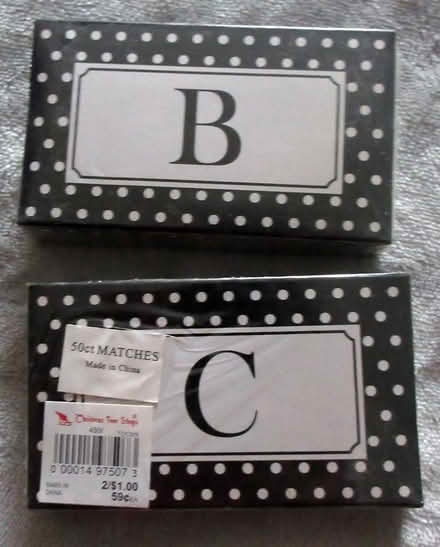 B
50ct MATCHES
Made in China
C
Christmas Tree Shops
0 00014 97507 3
MADE IN
CHINA
2/$1.00
59¢EA